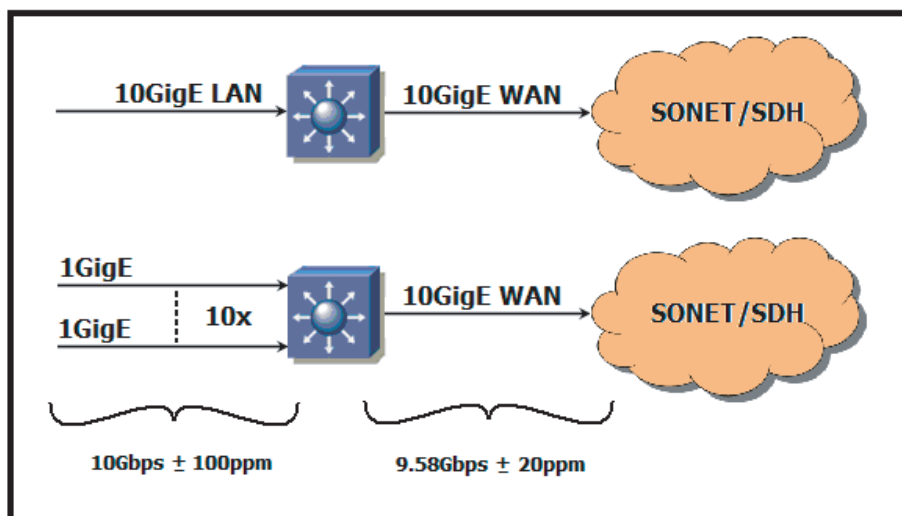 10GigE LAN
10GigE WAN
SONET/SDH
1GigE
10x
1GigE
10GigE WAN
SONET/SDH
10Gbps ± 100ppm
9.58Gbps ± 20ppm